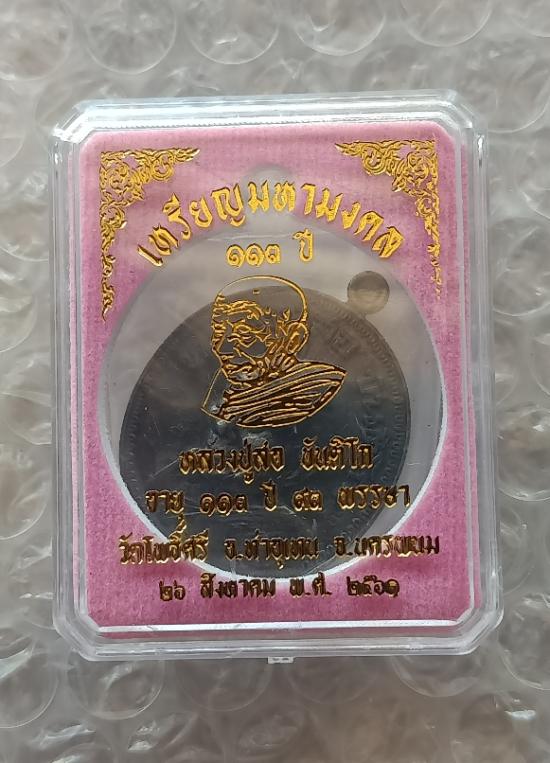 เหรียญมหามงคล
๑๑๓ ปี
หลวงปู่สอ ขันติโก
อายุ ๑๑๓ ปี ๗๑ พรรษา
วัดโพธิ์ศรี อ.ท่าอุเทน จ.นครพนม
๒๖ สิงหาคม พ.ศ. ๒๕๖๑